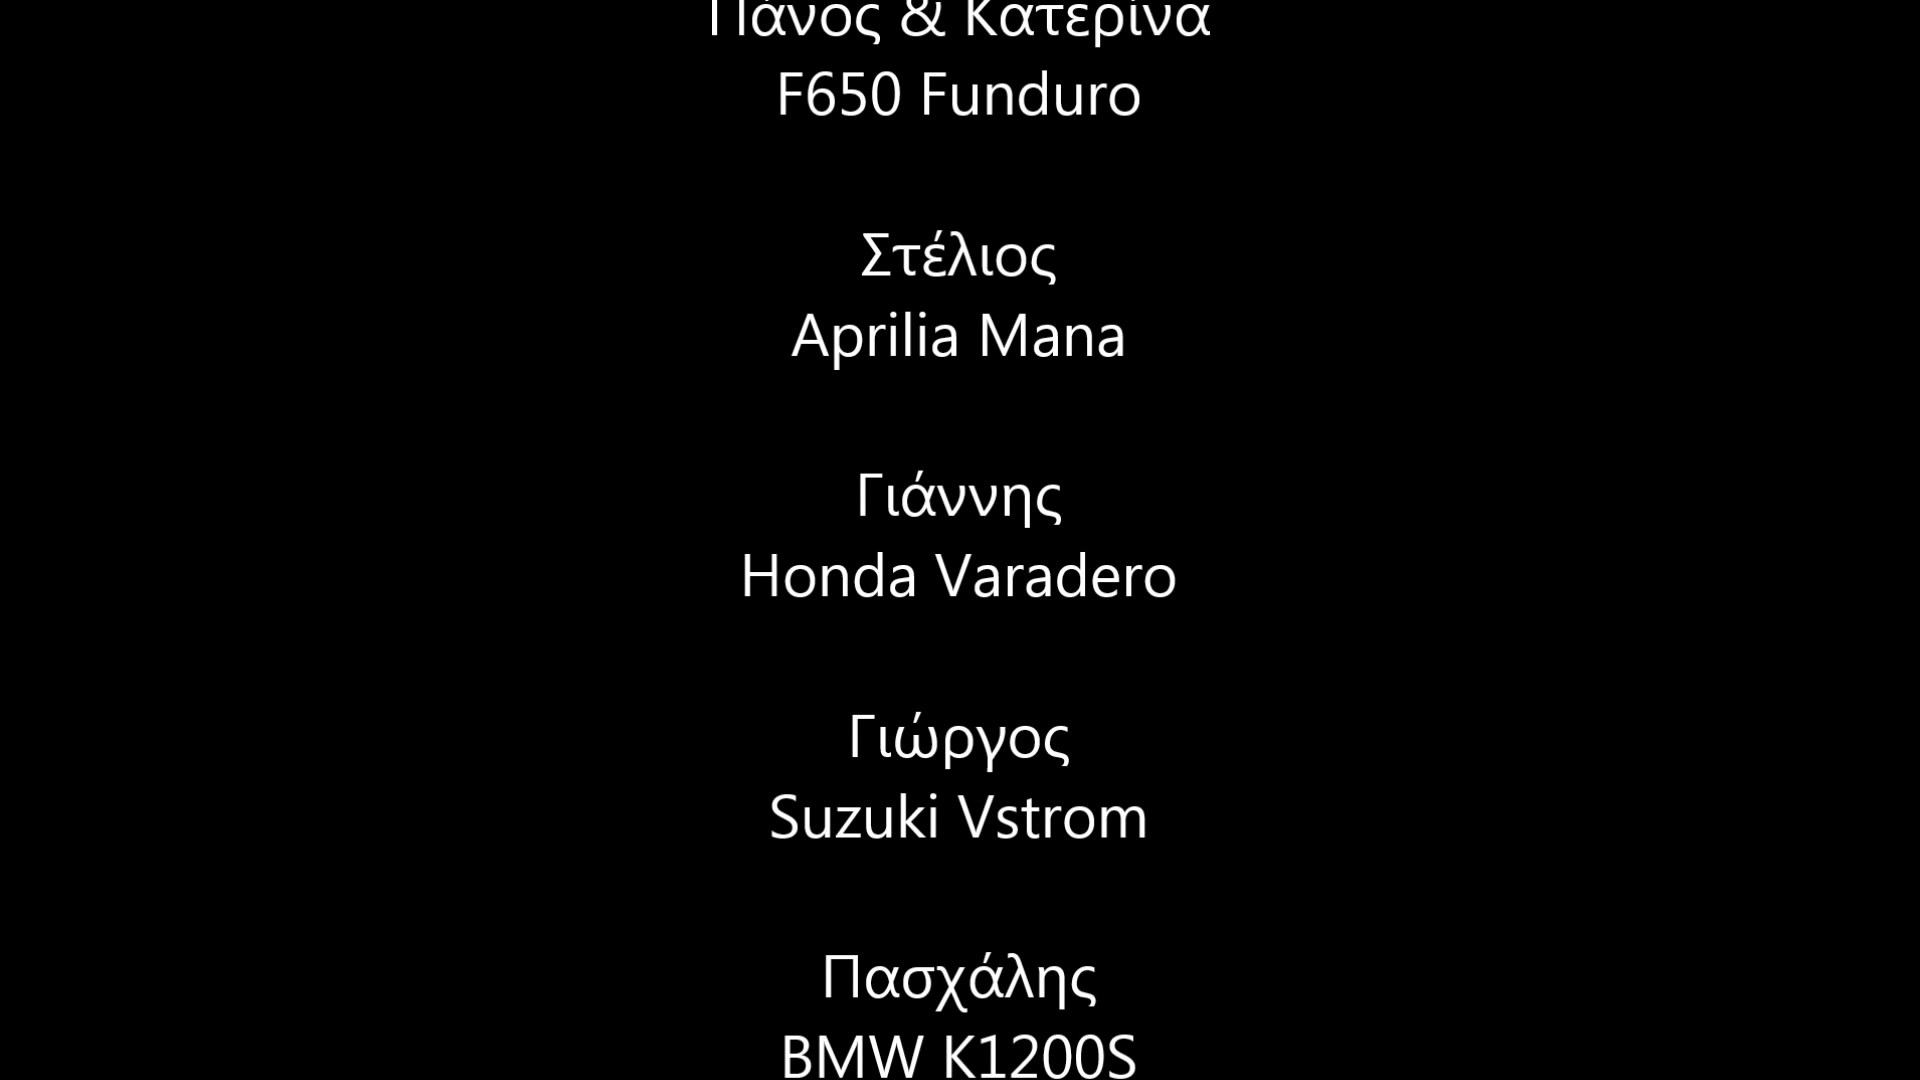 Πάνος & Κατερίνα
F650 Funduro
Στέλιος
Aprilia Mana
Γιάννης
Honda Varadero
Γιώργος
Suzuki Vstrom
Πασχάλης
BMW K1200S